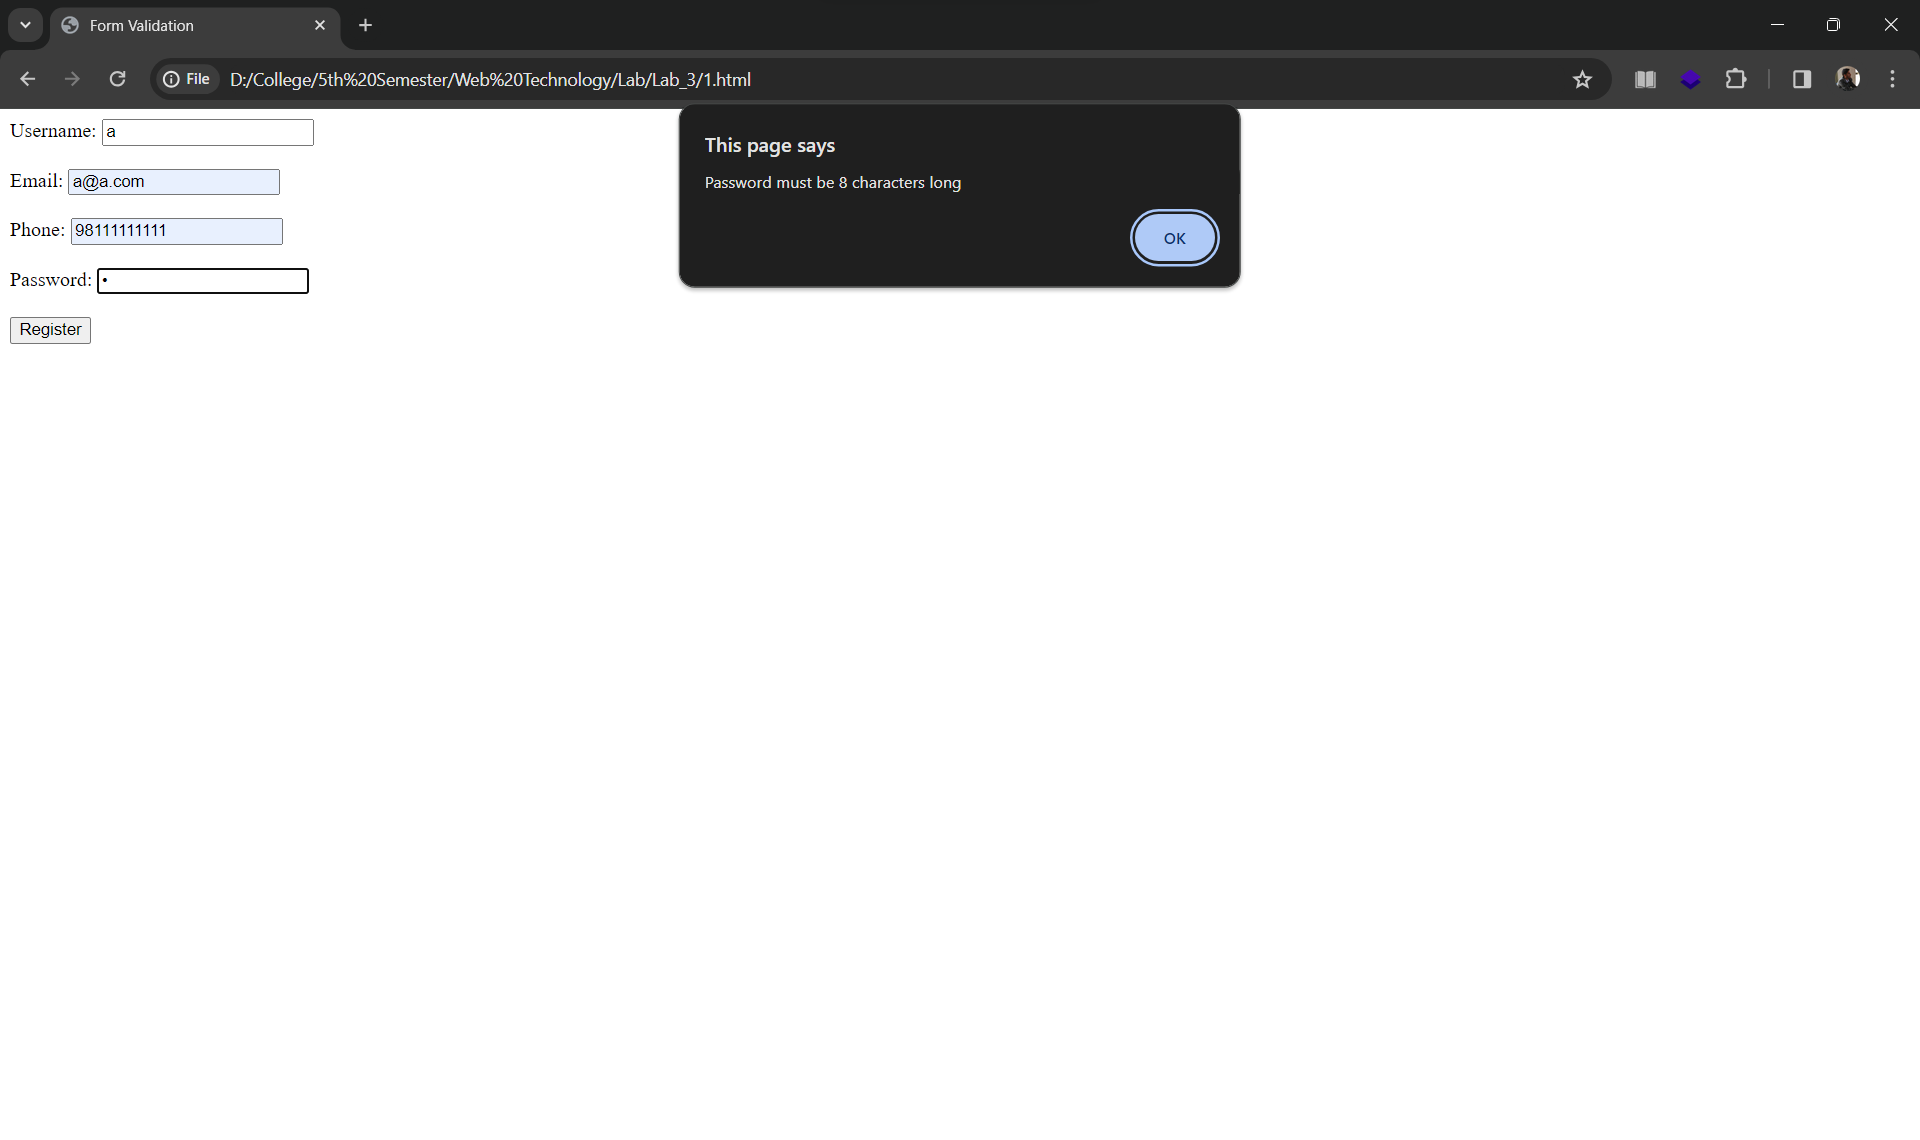 Form Validation
File D:/College/5th%20Semester/Web%20Technology/Lab/Lab_3/1.html
Username: a
Email: a@a.com
Phone: 98111111111
Password: •
Register
This page says
Password must be 8 characters long
OK